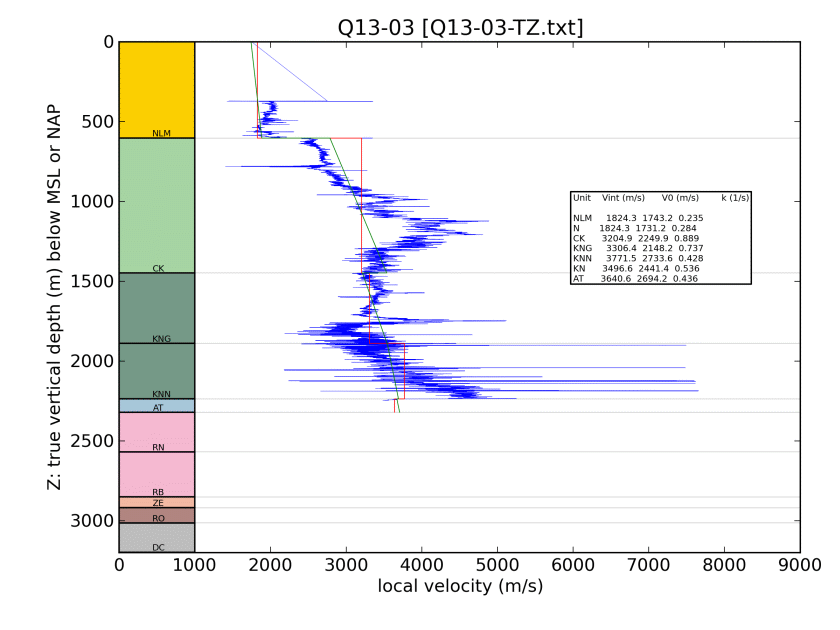 Q13-03 [Q13-03-TZ.txt]
Z: true vertical depth (m) below MSL or NAP
0
500
1000
1500
2000
2500
3000
NLM
CK
KNG
KNN
AT
RN
RB
ZE
RO
DC
Unit Vint (m/s) V0 (m/s) k (1/s)
NLM 1824.3 1743.2 0.235
N 1824.3 1731.2 0.284
CK 3204.9 2249.9 0.889
KNG 3306.4 2148.2 0.737
KNN 3771.5 2733.6 0.428
KN 3496.6 2441.4 0.536
AT 3640.6 2694.2 0.436
0 1000 2000 3000 4000 5000 6000 7000 8000 9000
local velocity (m/s)